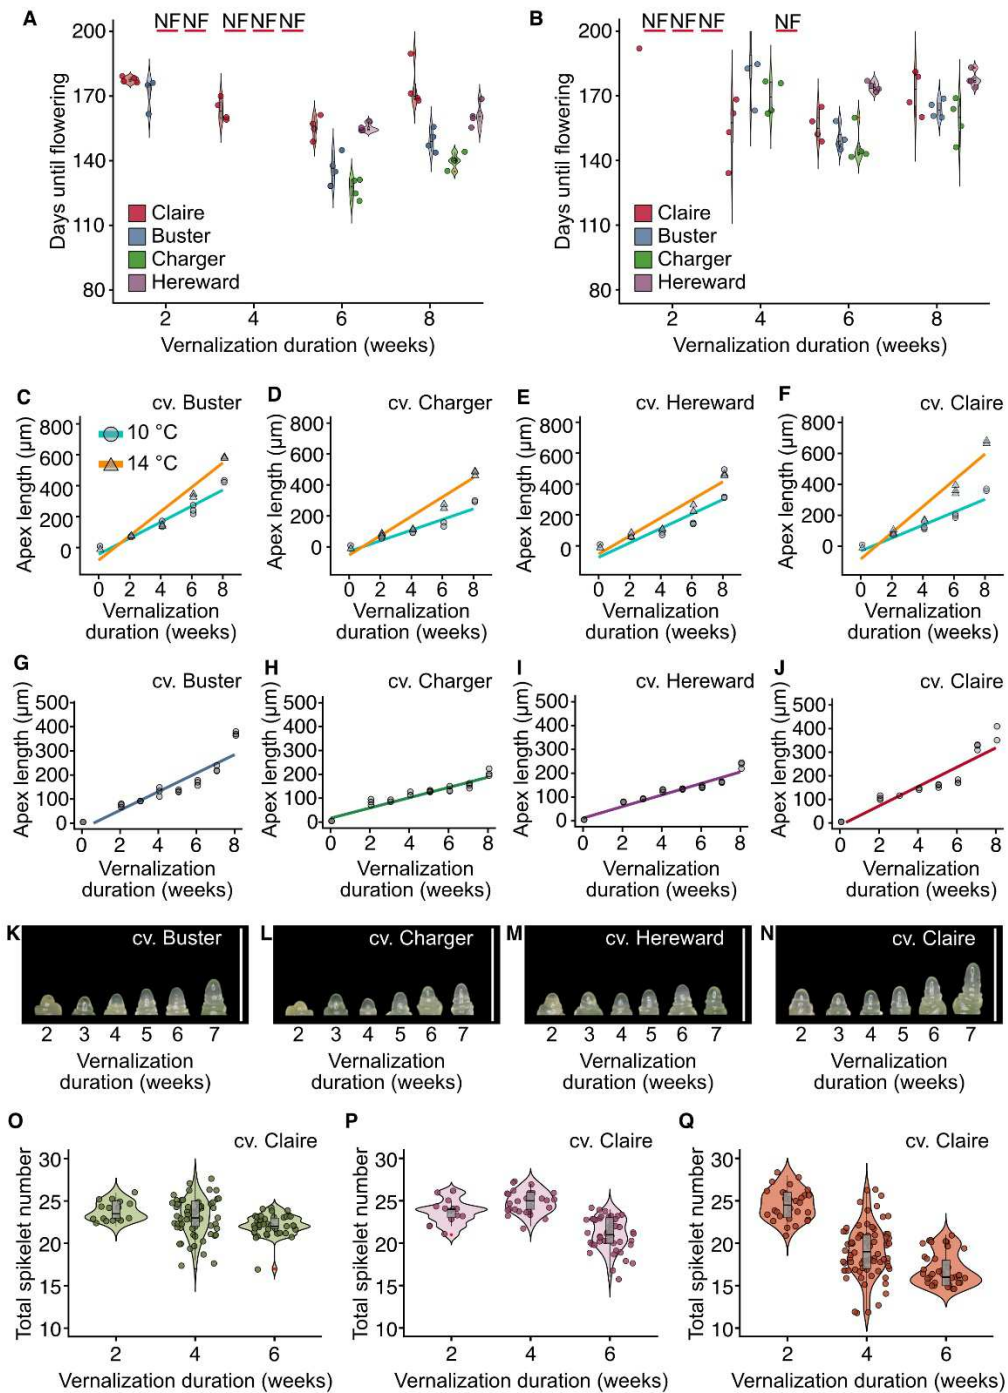 A
B
NF NF NF NF NF
NF NF NF NF
Days until flowering
200
170
140
110
80
Claire
Buster
Charger
Hereward
2 4 6 8
Vernalization duration (weeks)
Days until flowering
200
170
140
110
80
Claire
Buster
Charger
Hereward
2 4 6 8
Vernalization duration (weeks)
C cv. Buster
10 °C
14 °C
Apex length (µm)
800
600
400
200
0
0 2 4 6 8
Vernalization
duration (weeks)
D cv. Charger
Apex length (µm)
800
600
400
200
0
0 2 4 6 8
Vernalization
duration (weeks)
E cv. Hereward
Apex length (µm)
800
600
400
200
0
0 2 4 6 8
Vernalization
duration (weeks)
F cv. Claire
Apex length (µm)
800
600
400
200
0
0 2 4 6 8
Vernalization
duration (weeks)
G cv. Buster
Apex length (µm)
500
400
300
200
100
0
0 2 4 6 8
Vernalization
duration (weeks)
H cv. Charger
Apex length (µm)
500
400
300
200
100
0
0 2 4 6 8
Vernalization
duration (weeks)
I cv. Hereward
Apex length (µm)
500
400
300
200
100
0
0 2 4 6 8
Vernalization
duration (weeks)
J cv. Claire
Apex length (µm)
500
400
300
200
100
0
0 2 4 6 8
Vernalization
duration (weeks)
K cv. Buster
2 3 4 5 6 7
Vernalization
duration (weeks)
L cv. Charger
2 3 4 5 6 7
Vernalization
duration (weeks)
M cv. Hereward
2 3 4 5 6 7
Vernalization
duration (weeks)
N cv. Claire
2 3 4 5 6 7
Vernalization
duration (weeks)
O cv. Claire
Total spikelet number
30
25
20
15
10
2 4 6
Vernalization duration (weeks)
P cv. Claire
Total spikelet number
30
25
20
15
10
2 4 6
Vernalization duration (weeks)
Q cv. Claire
Total spikelet number
30
25
20
15
10
2 4 6
Vernalization duration (weeks)